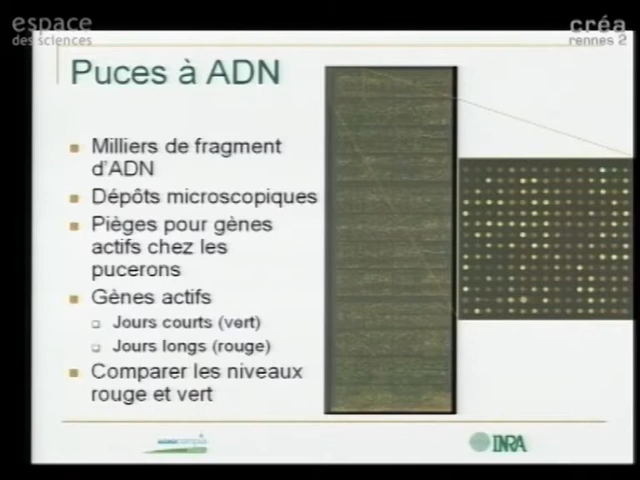 espace
des sciences
créa
rennes 2
Puces à ADN
Milliers de fragment
d'ADN
Dépôts microscopiques
Pièges pour gènes
actifs chez les
pucerons
Gènes actifs
Jours courts (vert)
Jours longs (rouge)
Comparer les niveaux
rouge et vert
INRA